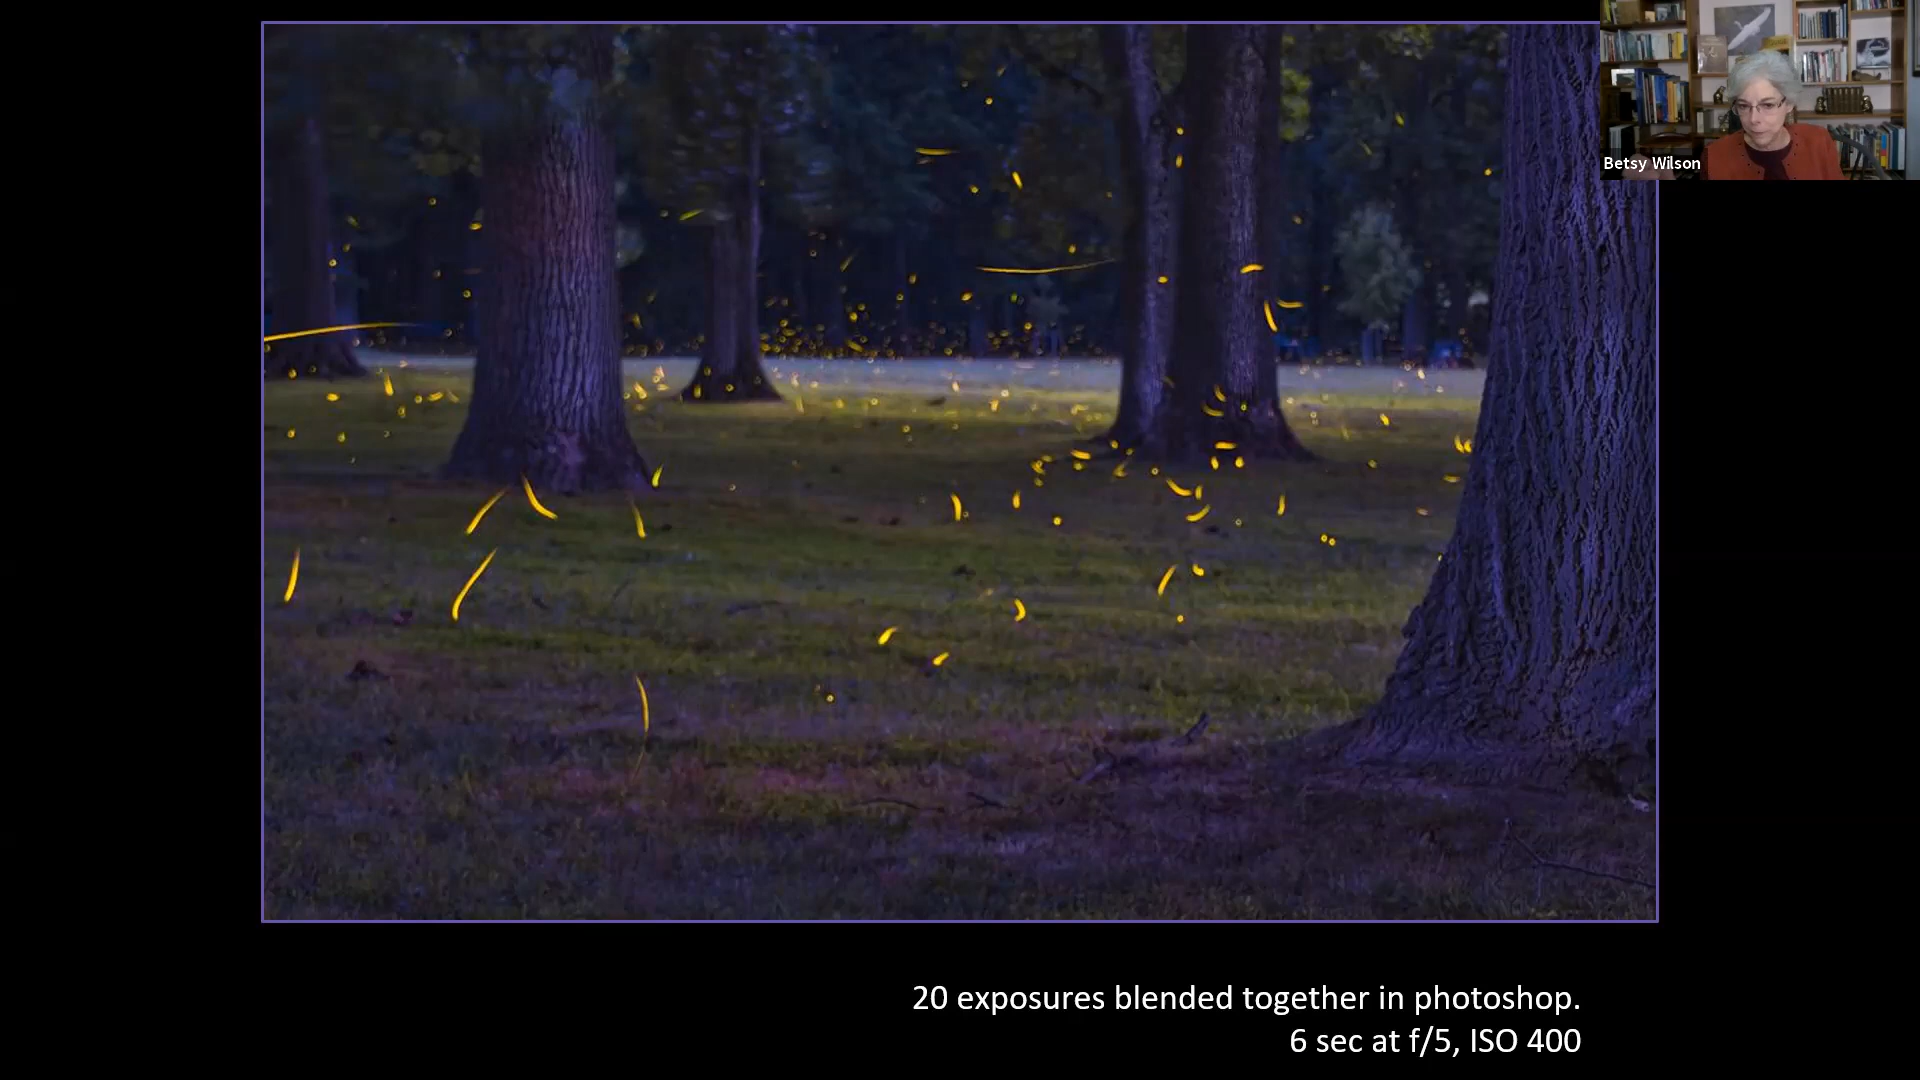 Betsy Wilson
20 exposures blended together in photoshop.
6 sec at f/5, ISO 400